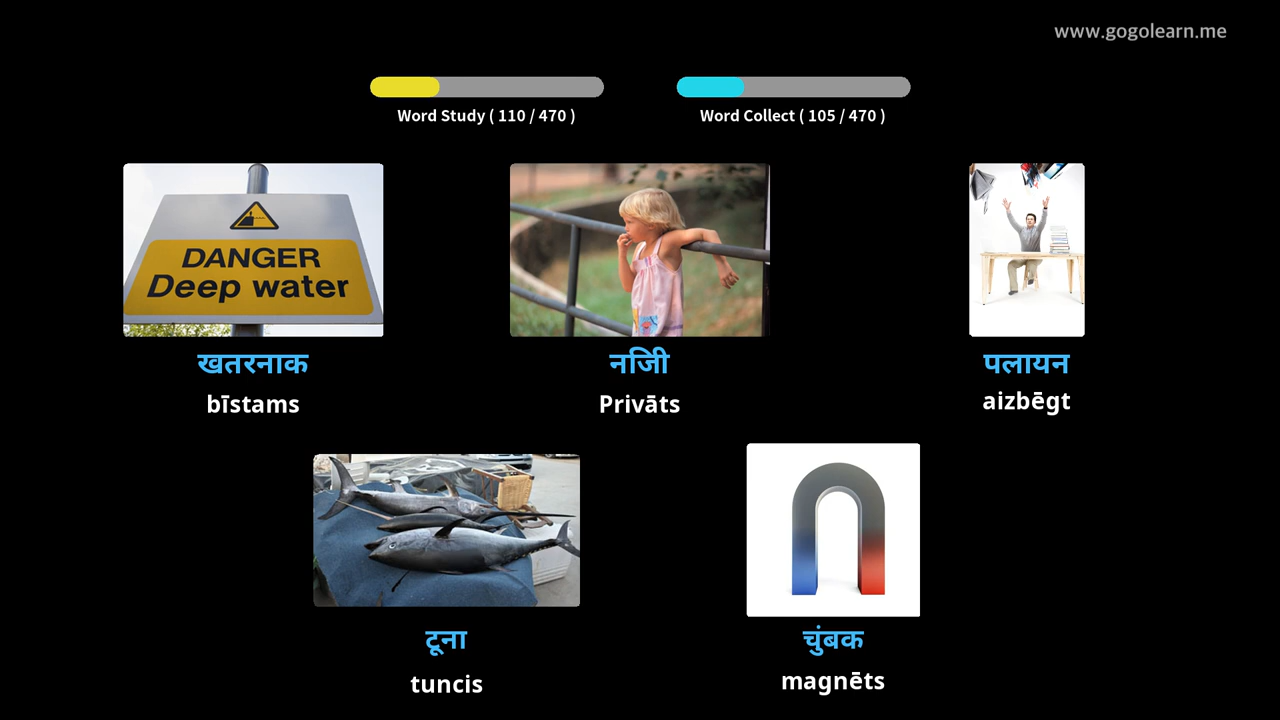 www.gogolearn.me
Word Study ( 110 / 470 )
Word Collect ( 105 / 470 )
DANGER
Deep water
खतरनाक
bīstams
नजिी
Privāts
पलायन
aizbēgt
टूना
tuncis
चुंबक
magnēts